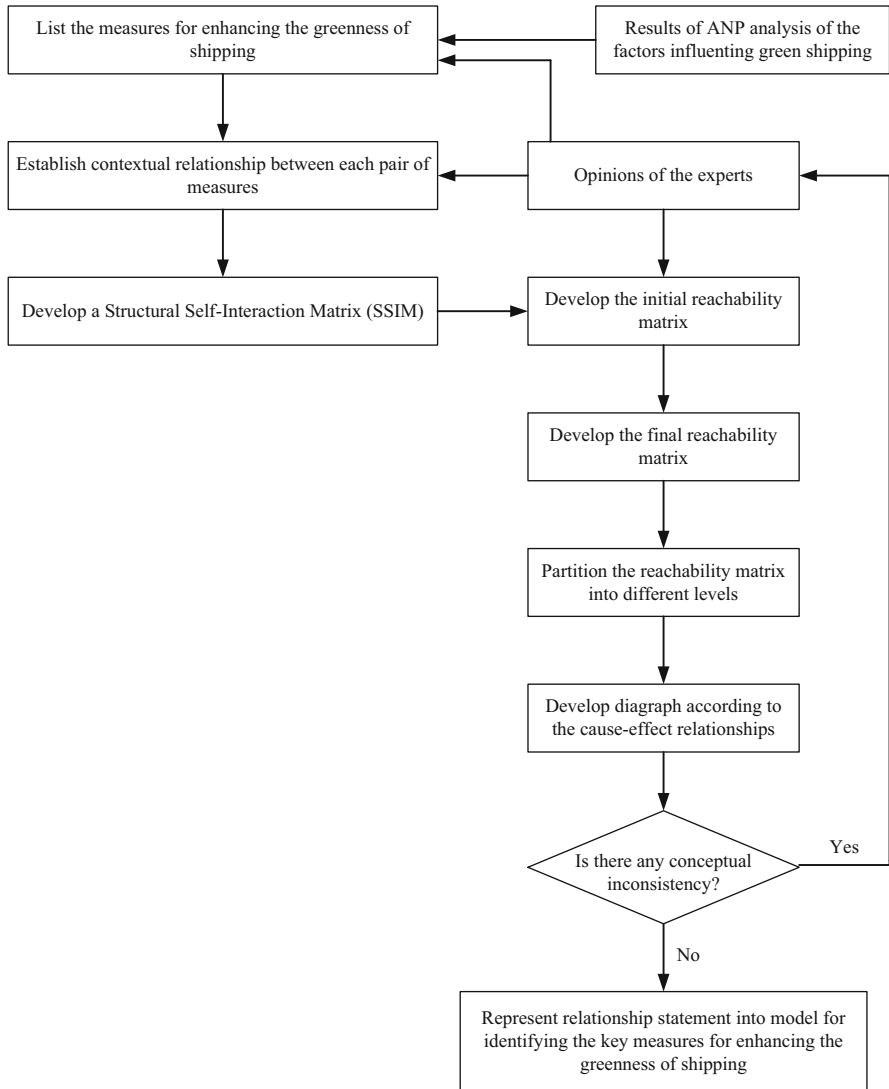 List the measures for enhancing the greenness of
shipping
Results of ANP analysis of the
factors influencing green shipping
Establish contextual relationship between each pair of
measures
Opinions of the experts
Develop a Structural Self-Interaction Matrix (SSIM)
Develop the initial reachability
matrix
Develop the final reachability
matrix
Partition the reachability matrix
into different levels
Develop diagraph according to
the cause-effect relationships
Is there any conceptual
inconsistency?
Yes
No
Represent relationship statement into model for
identifying the key measures for enhancing the
greenness of shipping